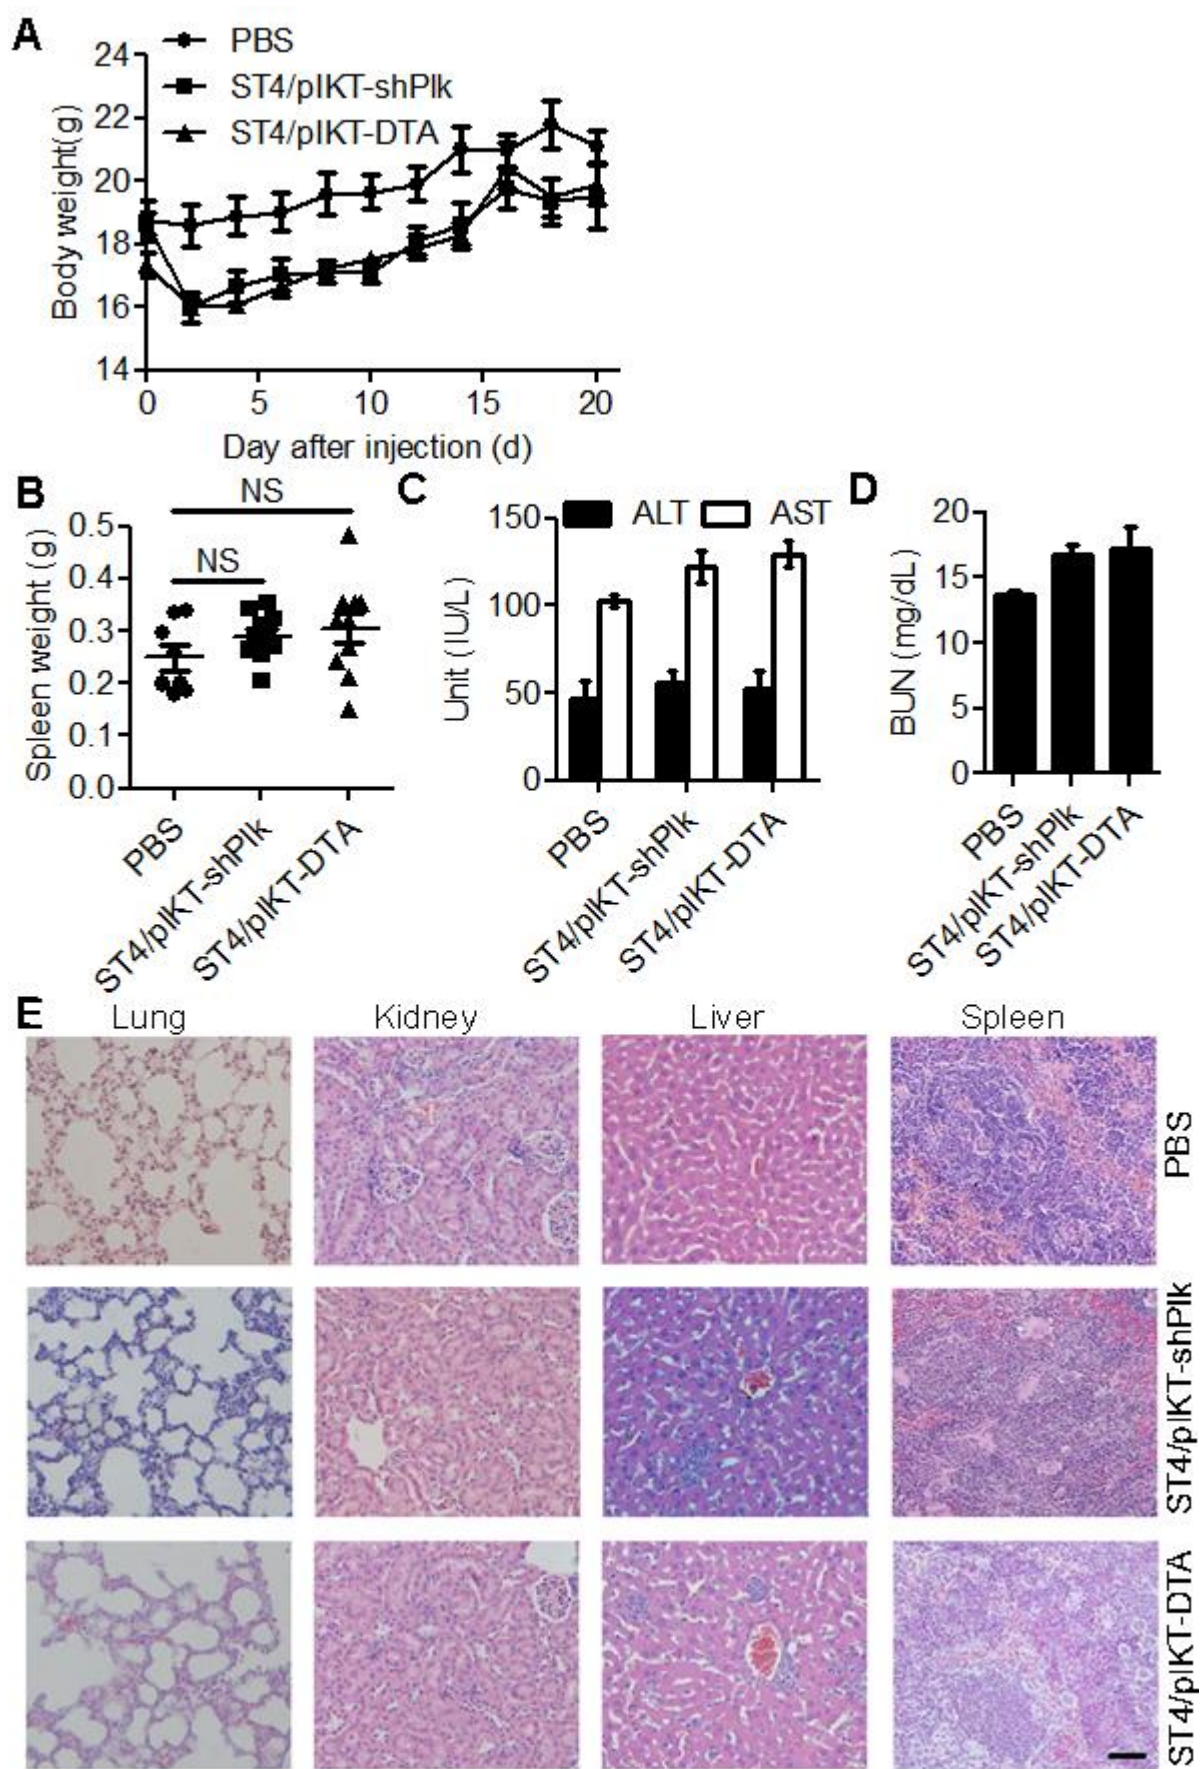 A
PBS
ST4/pIKT-shPlk
ST4/pIKT-DTA
Body weight(g)
24
22
20
18
16
14
0 5 10 15 20
Day after injection (d)
B
NS
NS
Spleen weight (g)
0.5
0.4
0.3
0.2
0.1
0.0
PBS
ST4/pIKT-shPlk
ST4/pIKT-DTA
C
ALT AST
Unit (IU/L)
150
100
50
0
PBS
ST4/pIKT-shPlk
ST4/pIKT-DTA
D
BUN (mg/dL)
20
15
10
5
0
PBS
ST4/pIKT-shPlk
ST4/pIKT-DTA
E
Lung Kidney Liver Spleen
PBS
ST4/pIKT-shPlk
ST4/pIKT-DTA